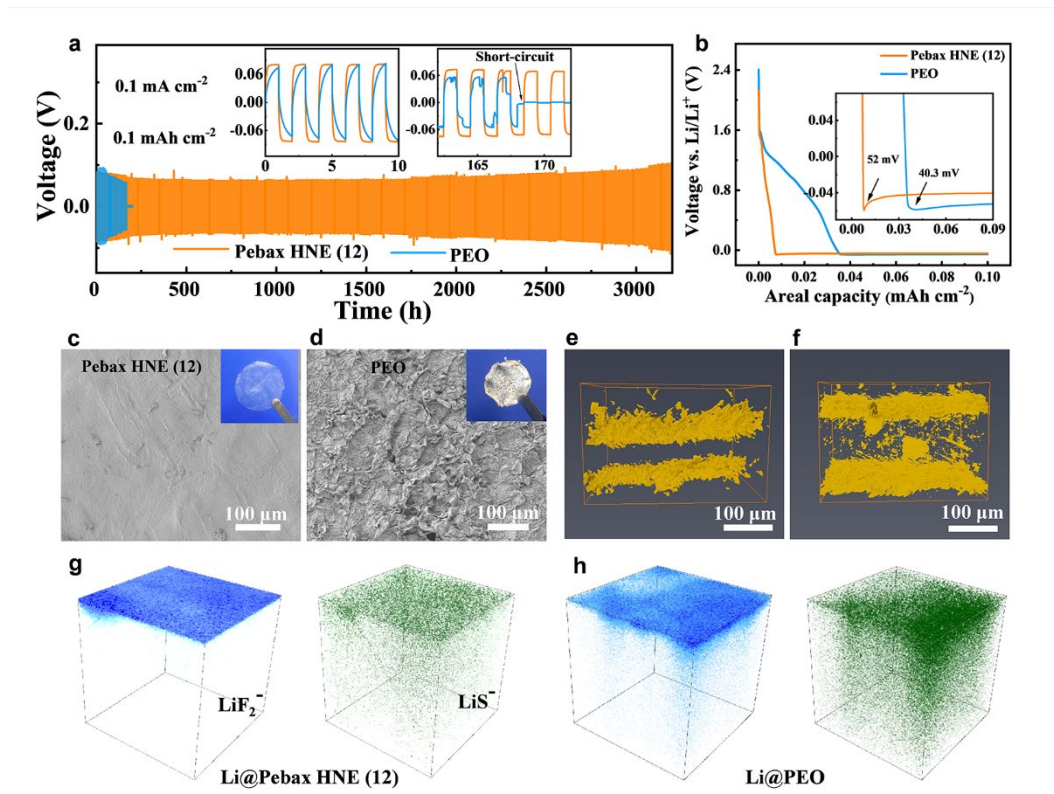 a
0.1 mA cm-2
0.1 mAh cm-2
Short-circuit
0.06
0.00
-0.06
0 5 10
0.06
0.00
-0.06
165 170
0.3
0.2
0.0
Voltage (V)
Pebax HNE (12)
PEO
0 500 1000 1500 2000 2500 3000
Time (h)
b
Pebax HNE (12)
PEO
2.4
1.8
1.2
0.6
0.0
Voltage vs. Li/Li+
0.04
0.00
-0.04
52 mV
40.3 mV
0.00 0.03 0.06 0.09
0.00 0.02 0.04 0.06 0.08 0.10
Areal capacity (mAh cm-2)
c
Pebax HNE (12)
100 μm
d
PEO
100 μm
e
100 μm
f
100 μm
g
LiF2-
LiS-
Li@Pebax HNE (12)
h
Li@PEO